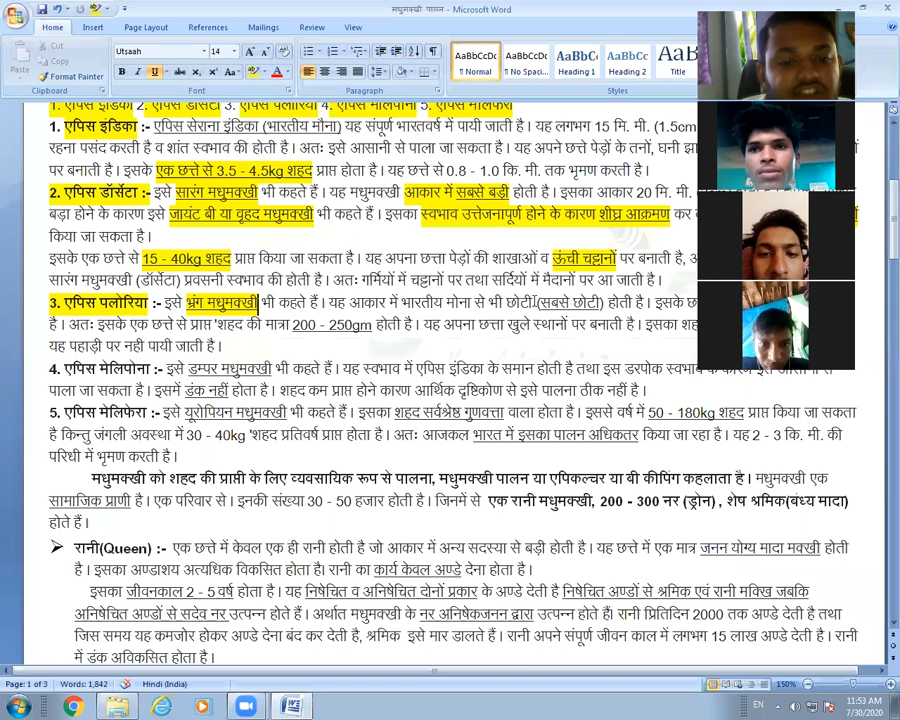 मधुमक्खी पालन - Microsoft Word
Home Insert Page Layout References Mailings Review View
Cut
Copy
Format Painter
Paste
Clipboard
Utsaah 14
Font
Paragraph
AaBbCcDc AaBbCcDc AaBbCc AaBbCc AaB
¶ Normal ¶ No Spaci... Heading 1 Heading 2 Title
Styles
1. एपिस इंडिका 2. एपिस डॉर्सेटा 3. एपिस फ्लोरिया 4. एपिस मेलिपोना 5. एपिस मेलिफेरा
1. एपिस इंडिका :- एपिस सेराना इंडिका (भारतीय मौना) यह संपूर्ण भारतवर्ष में पायी जाती है। यह लगभग 15 मि. मी. (1.5cm
रहना पसंद करती है व शांत स्वभाव की होती है। अतः इसे आसानी से पाला जा सकता है। यह अपने छत्ते पेड़ों के तनों, घनी झा
पर बनाती है। इसके एक छत्ते से 3.5 - 4.5kg शहद प्राप्त होता है। यह छत्ते से 0.8 - 1.0 कि. मी. तक भृमण करती है।
2. एपिस डॉर्सेटा :- इसे सारंग मधुमक्खी भी कहते हैं। यह मधुमक्खी आकार में सबसे बड़ी होती है। इसका आकार 20 मि. मी.
बड़ा होने के कारण इसे जायंट बी या वृहद मधुमक्खी भी कहते हैं। इसका स्वभाव उत्तेजनापूर्ण होने के कारण शीघ्र आक्रमण कर
किया जा सकता है।
इसके एक छत्ते से 15 - 40kg शहद प्राप्त किया जा सकता है। यह अपना छत्ता पेड़ों की शाखाओं व ऊंची चट्टानों पर बनाती है,
सारंग मधुमक्खी (डॉर्सेटा) प्रवसनी स्वभाव की होती है। अतः गर्मियों में चट्टानों पर तथा सर्दियों में मैदानों पर आ जाती है।
3. एपिस फ्लोरिया :- इसे भ्रंग मधुमक्खी भी कहते हैं। यह आकार में भारतीय मोना से भी छोटी (सबसे छोटी) होती है। इसके छ
है। अतः इसके एक छत्ते से प्राप्त 'शहद की मात्रा 200 - 250gm होती है। यह अपना छत्ता खुले स्थानों पर बनाती है। इसका श
यह पहाड़ी पर नही पायी जाती है।
4. एपिस मेलिपोना :- इसे डम्पर मधुमक्खी भी कहते हैं। यह स्वभाव में एपिस इंडिका के समान होती है तथा इस डरपोक स्वभाव के कारण इसे
पाला जा सकता है। इसमें डंक नहीं होता है। शहद कम प्राप्त होने कारण आर्थिक दृष्टिकोण से इसे पालना ठीक नहीं है।
5. एपिस मेलिफेरा :- इसे यूरोपियन मधुमक्खी भी कहते हैं। इसका शहद सर्वश्रेष्ठ गुणवत्ता वाला होता है। इससे वर्ष में 50 - 180kg शहद प्राप्त किया जा सकता
है किन्तु जंगली अवस्था में 30 - 40kg 'शहद प्रतिवर्ष प्राप्त होता है। अतः आजकल भारत में इसका पालन अधिकतर किया जा रहा है। यह 2 - 3 कि. मी. की
परिधी में भृमण करती है।
मधुमक्खी को शहद की प्राप्ती के लिए व्यवसायिक रूप से पालना, मधुमक्खी पालन या एपिकल्चर या बी कीपिंग कहलाता है। मधुमक्खी एक
सामाजिक प्राणी है। एक परिवार से। इनकी संख्या 30 - 50 हजार होती है। जिनमें से एक रानी मधुमक्खी, 200 - 300 नर (ड्रोन) , शेष श्रमिक(बंध्य मादा)
होते हैं।
➢ रानी(Queen) :- एक छत्ते में केवल एक ही रानी होती है जो आकार में अन्य सदस्या से बड़ी होती है। यह छत्ते में एक मात्र जनन योग्य मादा मक्खी होती
है। इसका अण्डाशय अत्यधिक विकसित होता है। रानी का कार्य केवल अण्डे देना होता है।
इसका जीवनकाल 2 - 5 वर्ष होता है। यह निषेचित व अनिषेचित दोनों प्रकार के अण्डे देती है निषेचित अण्डों से श्रमिक एवं रानी मक्खि जबकि
अनिषेचित अण्डों से सदेव नर उत्पन्न होते हैं। अर्थात मधुमक्खी के नर अनिषेकजनन द्वारा उत्पन्न होते हैं। रानी प्रितिदिन 2000 तक अण्डे देती है तथा
जिस समय यह कमजोर होकर अण्डे देना बंद कर देती है, श्रमिक इसे मार डालते हैं। रानी अपने संपूर्ण जीवन काल में लगभग 15 लाख अण्डे देती है। रानी
में डंक अविकसित होता है।
Page: 1 of 3 Words: 1,842 Hindi (India) 150%
EN 11:53 AM
7/30/2020